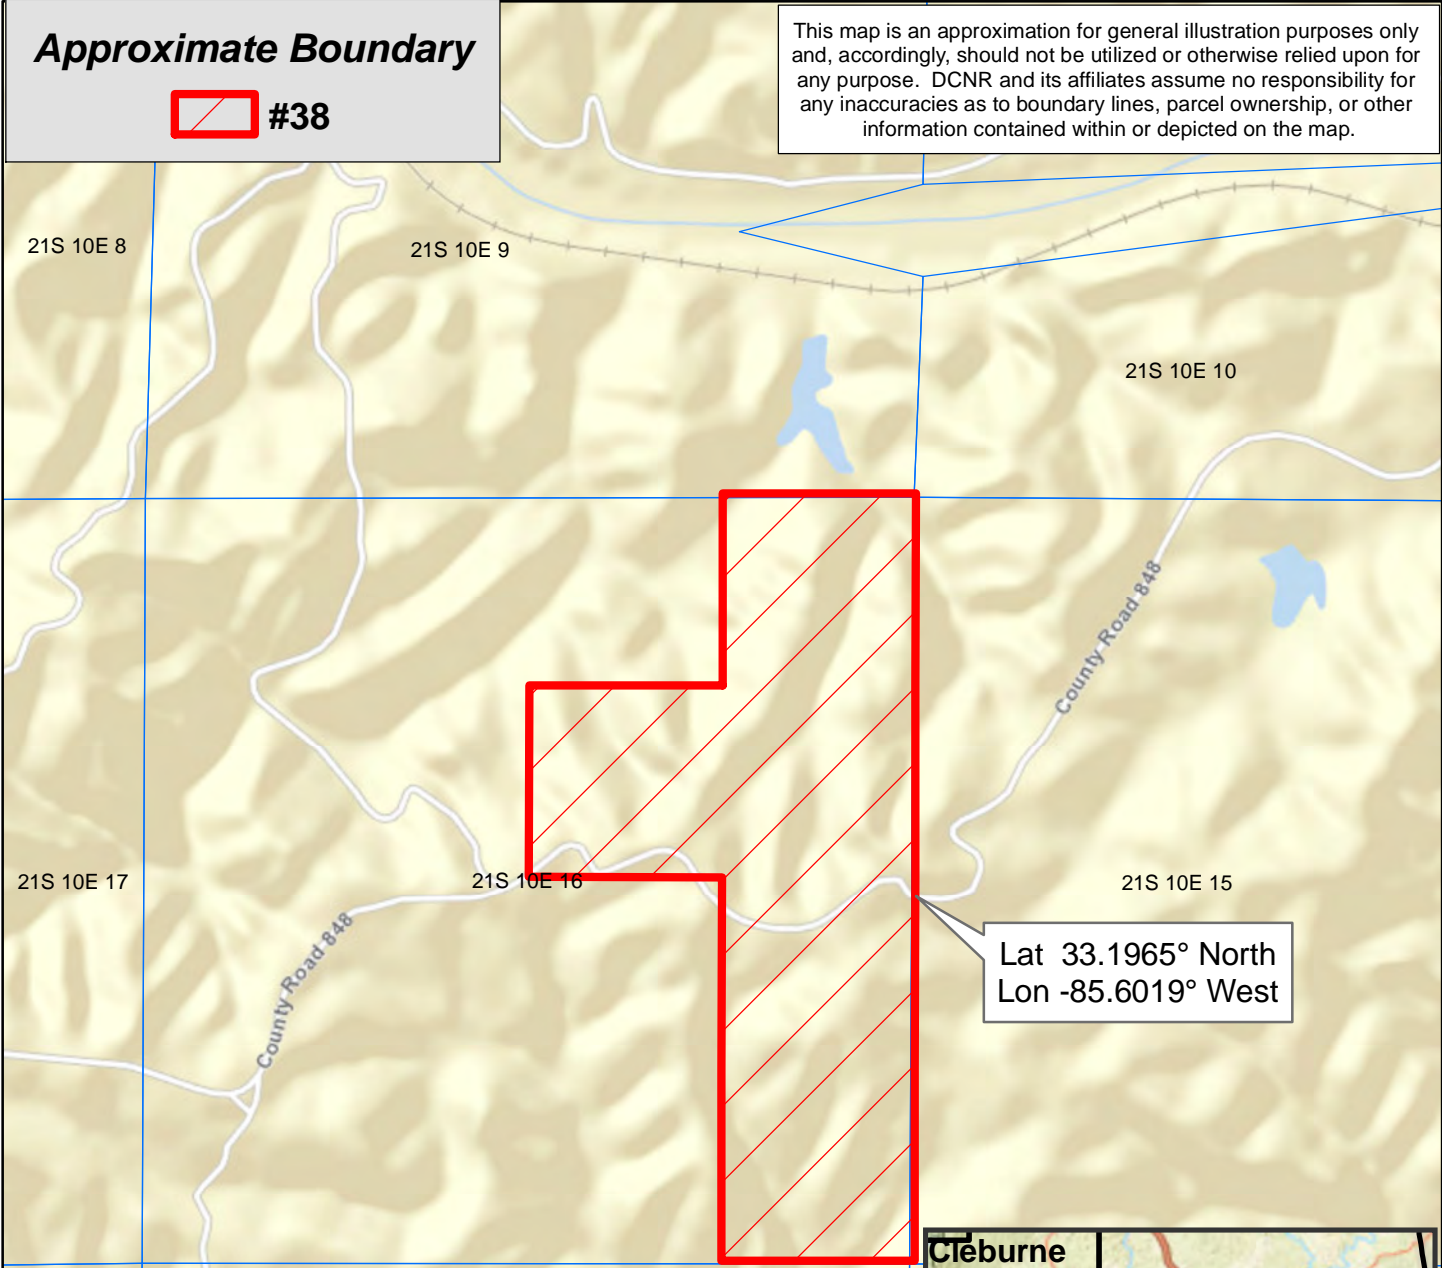 Approximate Boundary
#38
This map is an approximation for general illustration purposes only
and, accordingly, should not be utilized or otherwise relied upon for
any purpose.  DCNR and its affiliates assume no responsibility for
any inaccuracies as to boundary lines, parcel ownership, or other
information contained within or depicted on the map.
21S 10E 8
21S 10E 9
21S 10E 10
County Road 848
21S 10E 17
21S 10E 16
21S 10E 15
County Road 848
Lat  33.1965° North
Lon -85.6019° West
Cleburne